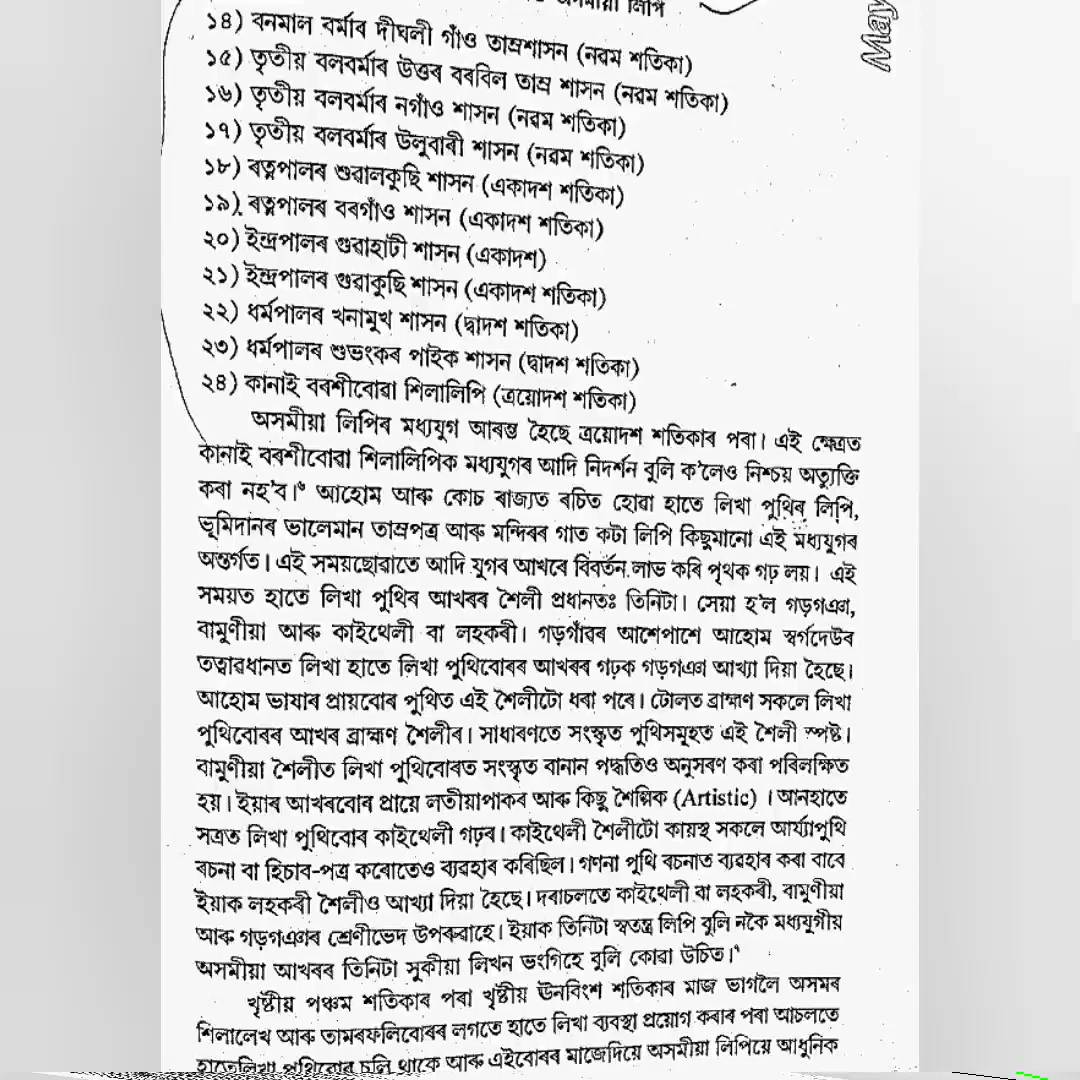 অসমীয়া লিপি
May
১৪) বনমাল বৰ্মাৰ দীঘলী গাঁও তাম্ৰশাসন (নৱম শতিকা)
১৫) তৃতীয় বলবৰ্মাৰ উত্তৰ বৰবিল তাম্ৰ শাসন (নৱম শতিকা)
১৬) তৃতীয় বলবৰ্মাৰ নগাঁও শাসন (নৱম শতিকা)
১৭) তৃতীয় বলবৰ্মাৰ উলুবাৰী শাসন (নৱম শতিকা)
১৮) ৰত্নপালৰ শুৱালকুছি শাসন (একাদশ শতিকা)
১৯) ৰত্নপালৰ বৰগাঁও শাসন (একাদশ শতিকা)
২০) ইন্দ্ৰপালৰ গুৱাহাটী শাসন (একাদশ)
২১) ইন্দ্ৰপালৰ গুৱাকুছি শাসন (একাদশ শতিকা)
২২) ধৰ্মপালৰ খনামুখ শাসন (দ্বাদশ শতিকা)
২৩) ধৰ্মপালৰ শুভংকৰ পাইক শাসন (দ্বাদশ শতিকা)
২৪) কানাই বৰশীবোৱা শিলালিপি (ত্ৰয়োদশ শতিকা)
অসমীয়া লিপিৰ মধ্যযুগ আৰম্ভ হৈছে ত্ৰয়োদশ শতিকাৰ পৰা। এই ক্ষেত্ৰত
কানাই বৰশীবোৱা শিলালিপিক মধ্যযুগৰ আদি নিদৰ্শন বুলি ক'লেও নিশ্চয় অত্যুক্তি
কৰা নহ'ব।৬ আহোম আৰু কোচ ৰাজ্যত ৰচিত হোৱা হাতে লিখা পুথিৰ লিপি,
ভূমিদানৰ ভালেমান তাম্ৰপত্ৰ আৰু মন্দিৰৰ গাত কটা লিপি কিছুমানো এই মধ্যযুগৰ
অন্তৰ্গত। এই সময়ছোৱাতে আদি যুগৰ আখৰে বিবৰ্তন লাভ কৰি পৃথক গঢ় লয়। এই
সময়ত হাতে লিখা পুথিৰ আখৰৰ শৈলী প্ৰধানতঃ তিনিটা। সেয়া হ'ল গড়গঞা,
বামুণীয়া আৰু কাইথেলী বা লহকৰী। গড়গাঁৱৰ আশেপাশে আহোম স্বৰ্গদেউৰ
তত্বাৱধানত লিখা হাতে লিখা পুথিবোৰৰ আখৰৰ গঢ়ক গড়গঞা আখ্যা দিয়া হৈছে।
আহোম ভাষাৰ প্ৰায়বোৰ পুথিত এই শৈলীটো ধৰা পৰে। টোলত ব্ৰাহ্মণ সকলে লিখা
পুথিবোৰৰ আখৰ ব্ৰাহ্মণ শৈলীৰ। সাধাৰণতে সংস্কৃত পুথিসমূহত এই শৈলী স্পষ্ট।
বামুণীয়া শৈলীত লিখা পুথিবোৰত সংস্কৃত বানান পদ্ধতিও অনুসৰণ কৰা পৰিলক্ষিত
হয়। ইয়াৰ আখৰবোৰ প্ৰায়ে লতীয়াপাকৰ আৰু কিছু শৈল্পিক (Artistic) । আনহাতে
সত্ৰত লিখা পুথিবোৰ কাইথেলী গঢ়ৰ। কাইথেলী শৈলীটো কায়স্থ সকলে আৰ্য্যাপুথি
ৰচনা বা হিচাব-পত্ৰ কৰোতেও ব্যৱহাৰ কৰিছিল। গণনা পুথি ৰচনাত ব্যৱহাৰ কৰা বাবে
ইয়াক লহকৰী শৈলীও আখ্যা দিয়া হৈছে। দৰাচলতে কাইথেলী বা লহকৰী, বামুণীয়া
আৰু গড়গঞাৰ শ্ৰেণীভেদ উপৰুৱাহে। ইয়াক তিনিটা স্বতন্ত্ৰ লিপি বুলি নকৈ মধ্যযুগীয়
অসমীয়া আখৰৰ তিনিটা সুকীয়া লিখন ভংগিহে বুলি কোৱা উচিত।
খৃষ্টীয় পঞ্চম শতিকাৰ পৰা খৃষ্টীয় ঊনবিংশ শতিকাৰ মাজ ভাগলৈ অসমৰ
শিলালেখ আৰু তামৰফলিবোৰৰ লগতে হাতে লিখা ব্যবস্থা প্ৰয়োগ কৰাৰ পৰা আচলতে
হাতেলিখা পুথিবোৰ চলি থাকে আৰু এইবোৰৰ মাজেদিয়ে অসমীয়া লিপিয়ে আধুনিক